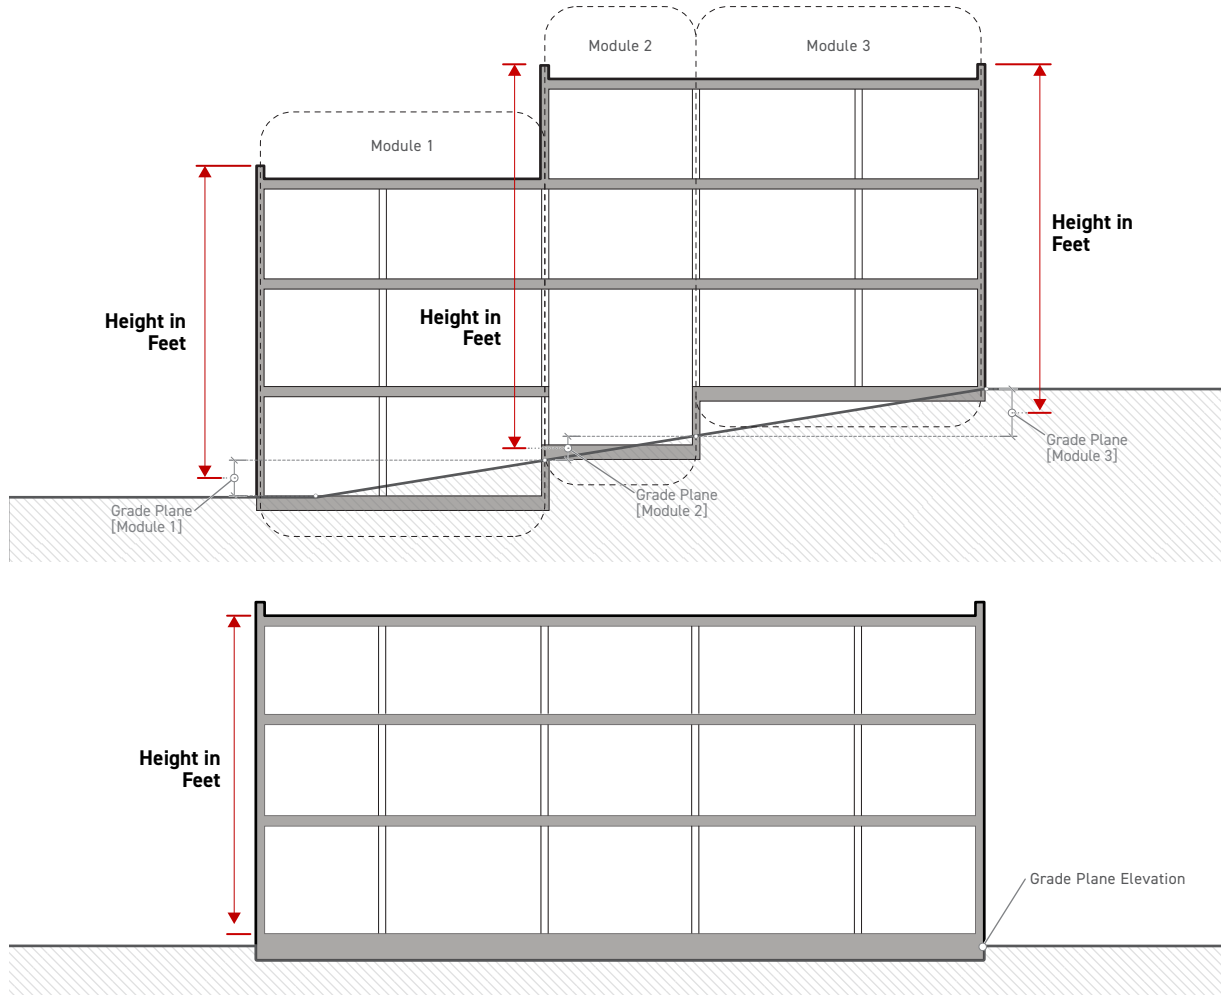 Module 2
Module 3
Module 1
Height in
Feet
Height in
Feet
Height in
Feet
Grade Plane
[Module 3]
Grade Plane
[Module 2]
Grade Plane
[Module 1]
Height in
Feet
Grade Plane Elevation